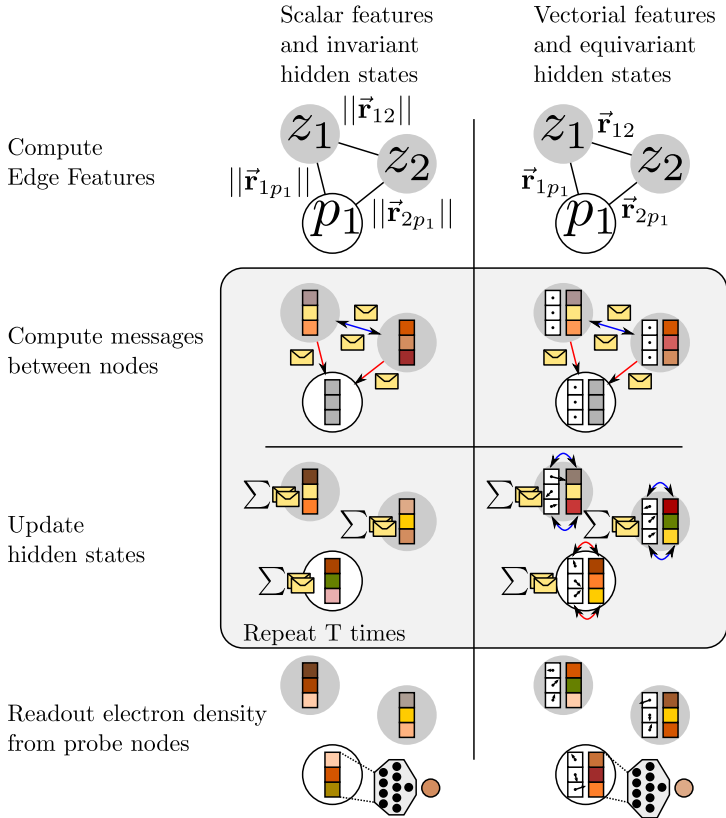 Scalar features
and invariant
hidden states
Vectorial features
and equivariant
hidden states
Compute
Edge Features
z₁
||r⃗₁₂||
z₂
||r⃗₁ₚ₁||
p₁
||r⃗₂ₚ₁||
z₁
r⃗₁₂
z₂
r⃗₁ₚ₁
p₁
r⃗₂ₚ₁
Compute messages
between nodes
Update
hidden states
∑
∑
∑
∑
∑
∑
Repeat T times
Readout electron density
from probe nodes